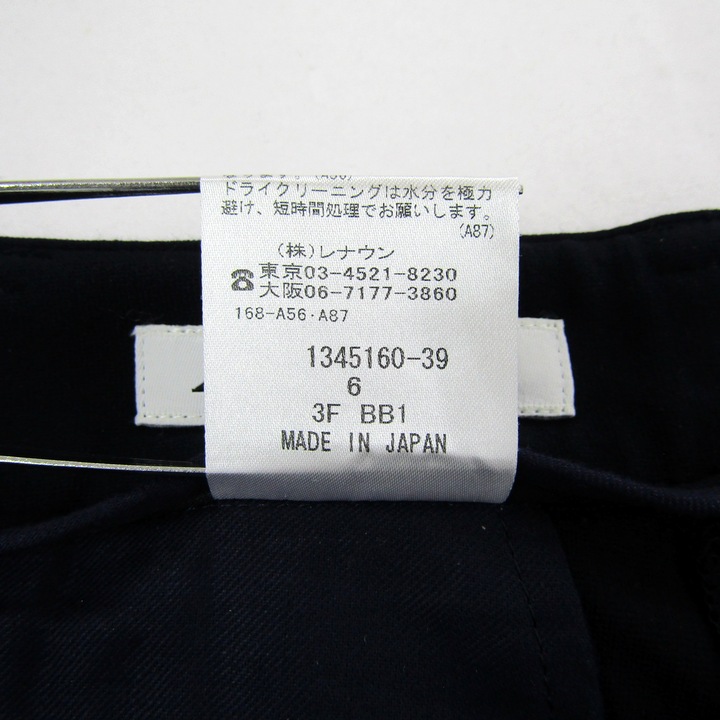 (A56)
ドライクリーニングは水分を極力
避け、短時間処理でお願いします。
(A87)
(株)レナウン
☎東京03-4521-8230
大阪06-7177-3860
168-A56・A87
1345160-39
6
3F BB1
MADE IN JAPAN